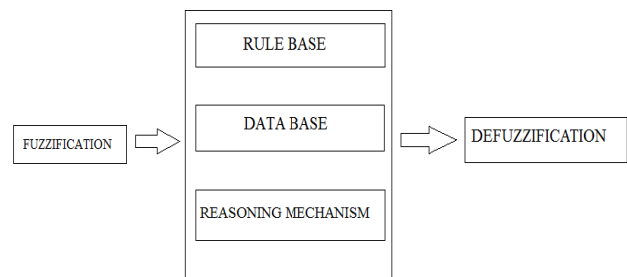 RULE BASE
DATA BASE
FUZZIFICATION
DEFUZZIFICATION
REASONING MECHANISM